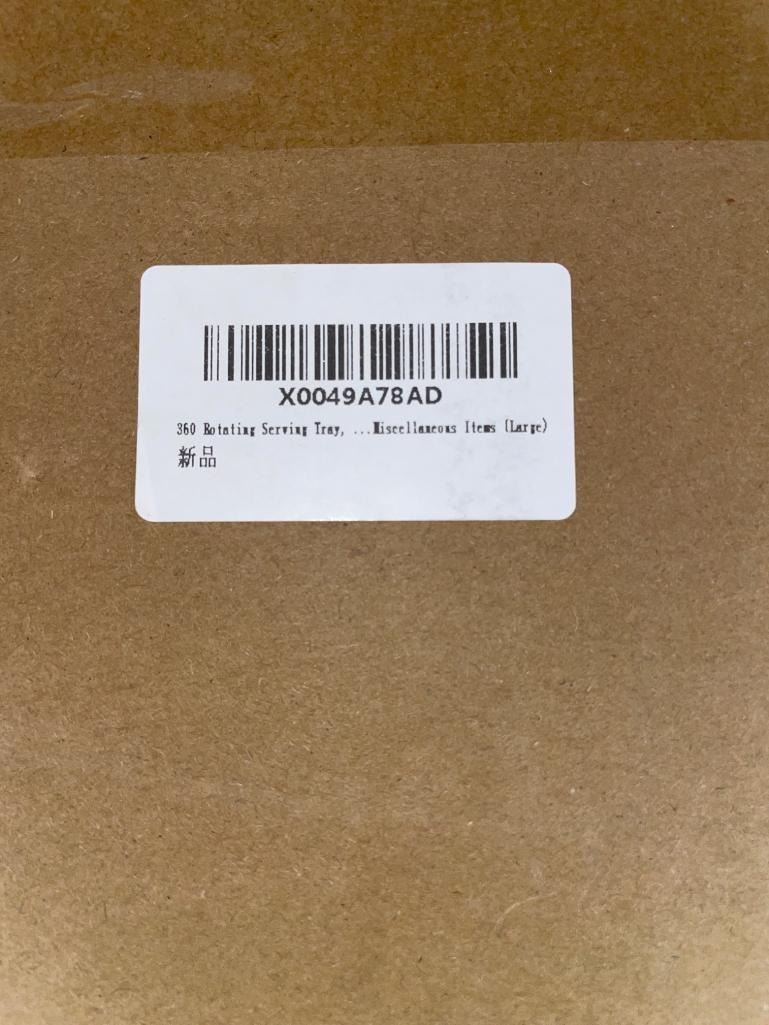 X0049A78AD
360 Rotating Serving Tray, ...Miscellaneous Items (Large)
新品